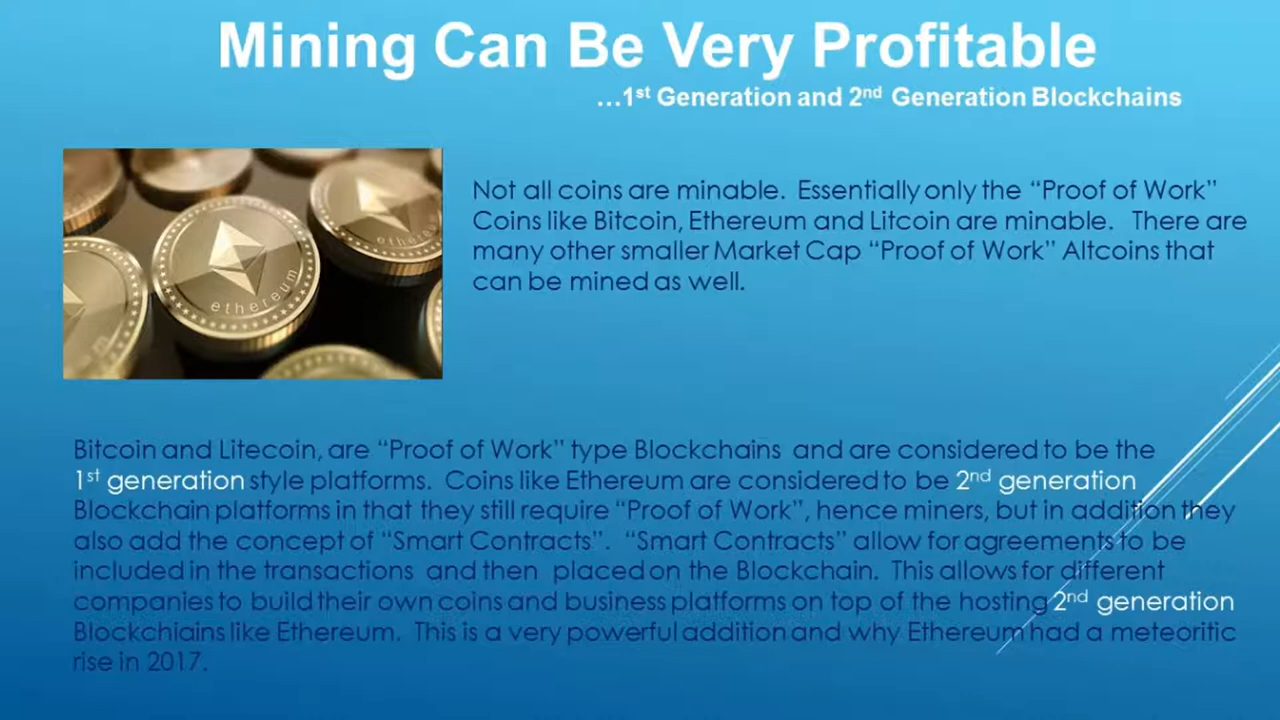 Mining Can Be Very Profitable
...1st Generation and 2nd Generation Blockchains
ethereum
Not all coins are minable. Essentially only the “Proof of Work”
Coins like Bitcoin, Ethereum and Litcoin are minable. There are
many other smaller Market Cap “Proof of Work” Altcoins that
can be mined as well.
Bitcoin and Litecoin, are “Proof of Work” type Blockchains and are considered to be the
1st generation style platforms. Coins like Ethereum are considered to be 2nd generation
Blockchain platforms in that they still require “Proof of Work”, hence miners, but in addition they
also add the concept of “Smart Contracts”. “Smart Contracts” allow for agreements to be
included in the transactions and then placed on the Blockchain. This allows for different
companies to build their own coins and business platforms on top of the hosting 2nd generation
Blockchiains like Ethereum. This is a very powerful addition and why Ethereum had a meteoritic
rise in 2017.